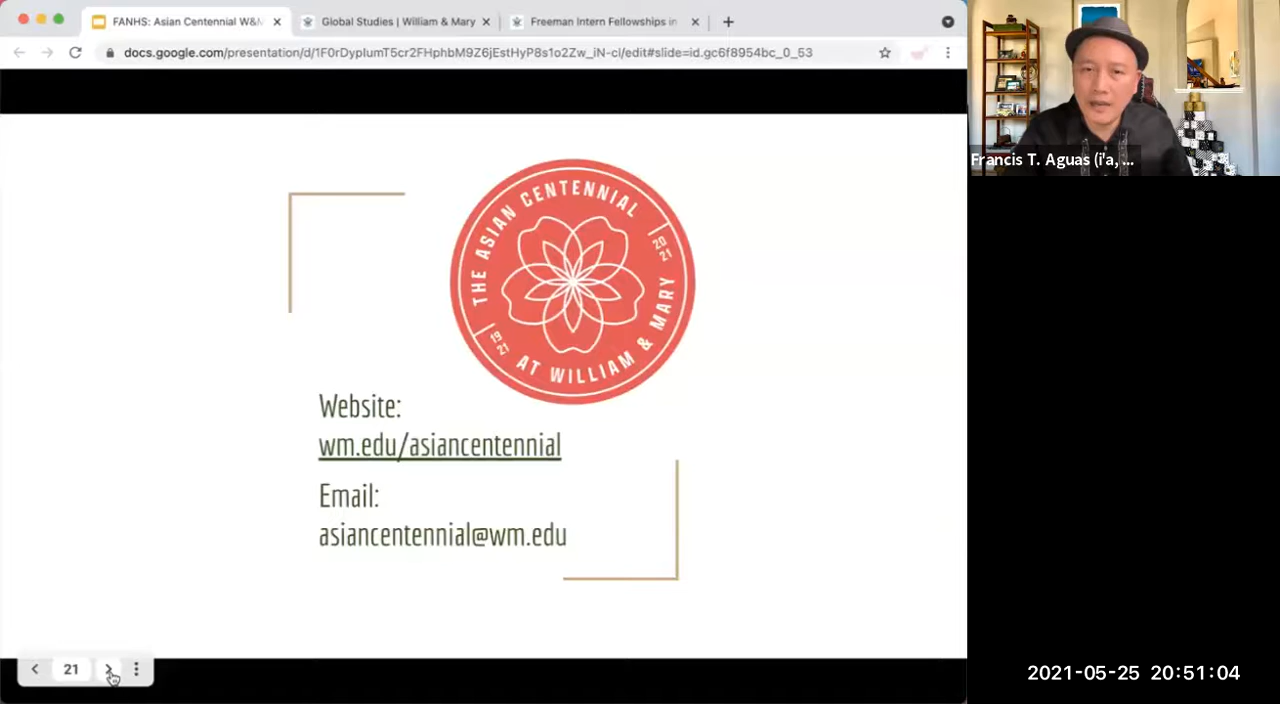 FANHS: Asian Centennial W&M
Global Studies | William & Mary
Freeman Intern Fellowships in
docs.google.com/presentation/d/1F0rDyplumT5cr2FHphbM9Z6jEstHyP8s1o2Zw_iN-cI/edit#slide=id.gc6f8954bc_0_53
Francis T. Aguas (i'a, ...
THE ASIAN CENTENNIAL
2021
1921
AT WILLIAM & MARY
Website:
wm.edu/asiancentennial
Email:
asiancentennial@wm.edu
21
2021-05-25 20:51:04